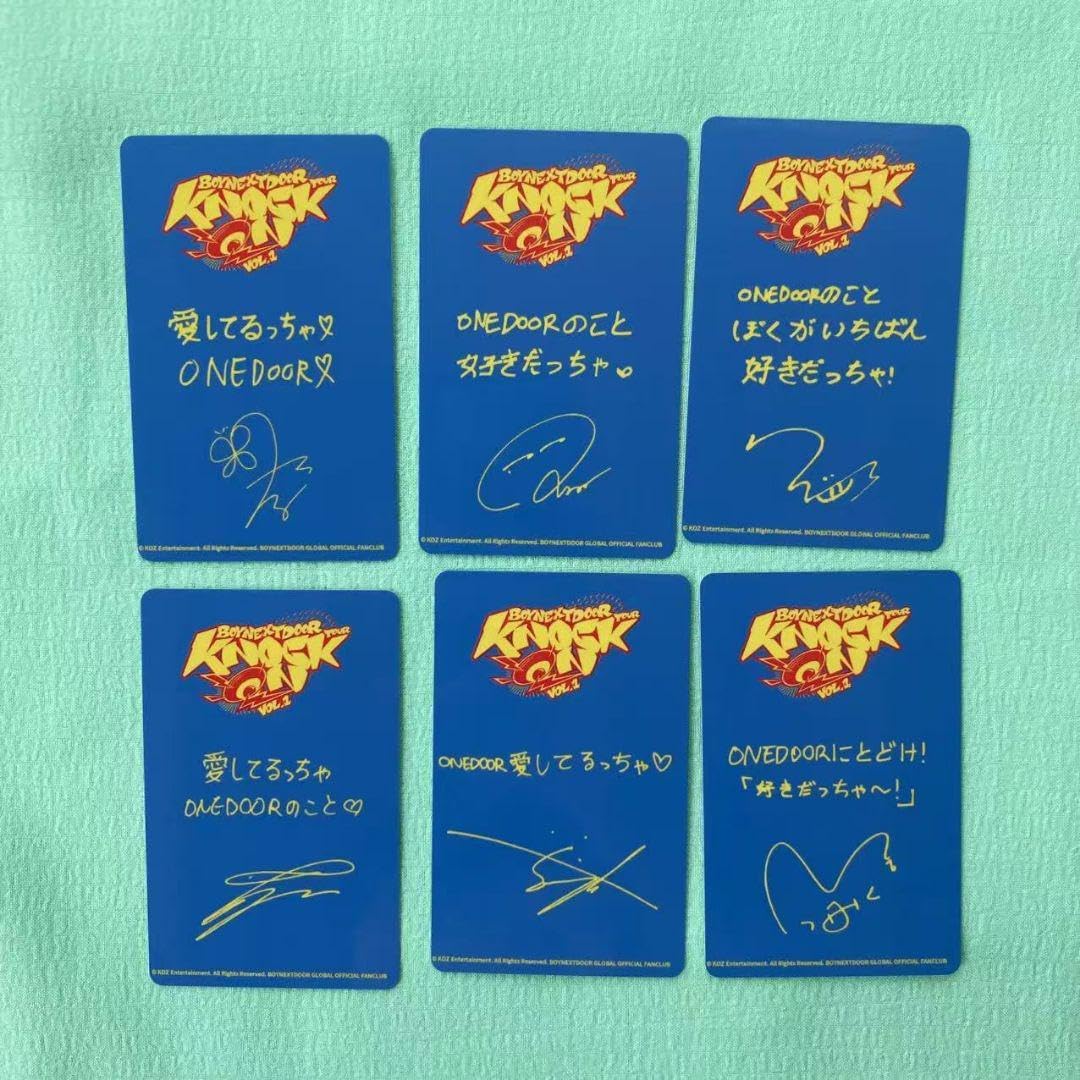 BOYNEXTDOOR TOUR
KNOCK
ON
VOL.1
愛してるっちゃ♡
ONEDOOR♡
© KOZ Entertainment. All Rights Reserved. BOYNEXTDOOR GLOBAL OFFICIAL FANCLUB
BOYNEXTDOOR TOUR
KNOCK
ON
VOL.1
ONEDOORのこと
好きだっちゃ♡
© KOZ Entertainment. All Rights Reserved. BOYNEXTDOOR GLOBAL OFFICIAL FANCLUB
BOYNEXTDOOR TOUR
KNOCK
ON
VOL.1
ONEDOORのこと
ぼくがいちばん
好きだっちゃ!
© KOZ Entertainment. All Rights Reserved. BOYNEXTDOOR GLOBAL OFFICIAL FANCLUB
BOYNEXTDOOR TOUR
KNOCK
ON
VOL.1
愛してるっちゃ
ONEDOORのこと♡
© KOZ Entertainment. All Rights Reserved. BOYNEXTDOOR GLOBAL OFFICIAL FANCLUB
BOYNEXTDOOR TOUR
KNOCK
ON
VOL.1
ONEDOOR愛してるっちゃ♡
© KOZ Entertainment. All Rights Reserved. BOYNEXTDOOR GLOBAL OFFICIAL FANCLUB
BOYNEXTDOOR TOUR
KNOCK
ON
VOL.1
ONEDOORにとどけ!
「好きだっちゃ〜!」
© KOZ Entertainment. All Rights Reserved. BOYNEXTDOOR GLOBAL OFFICIAL FANCLUB